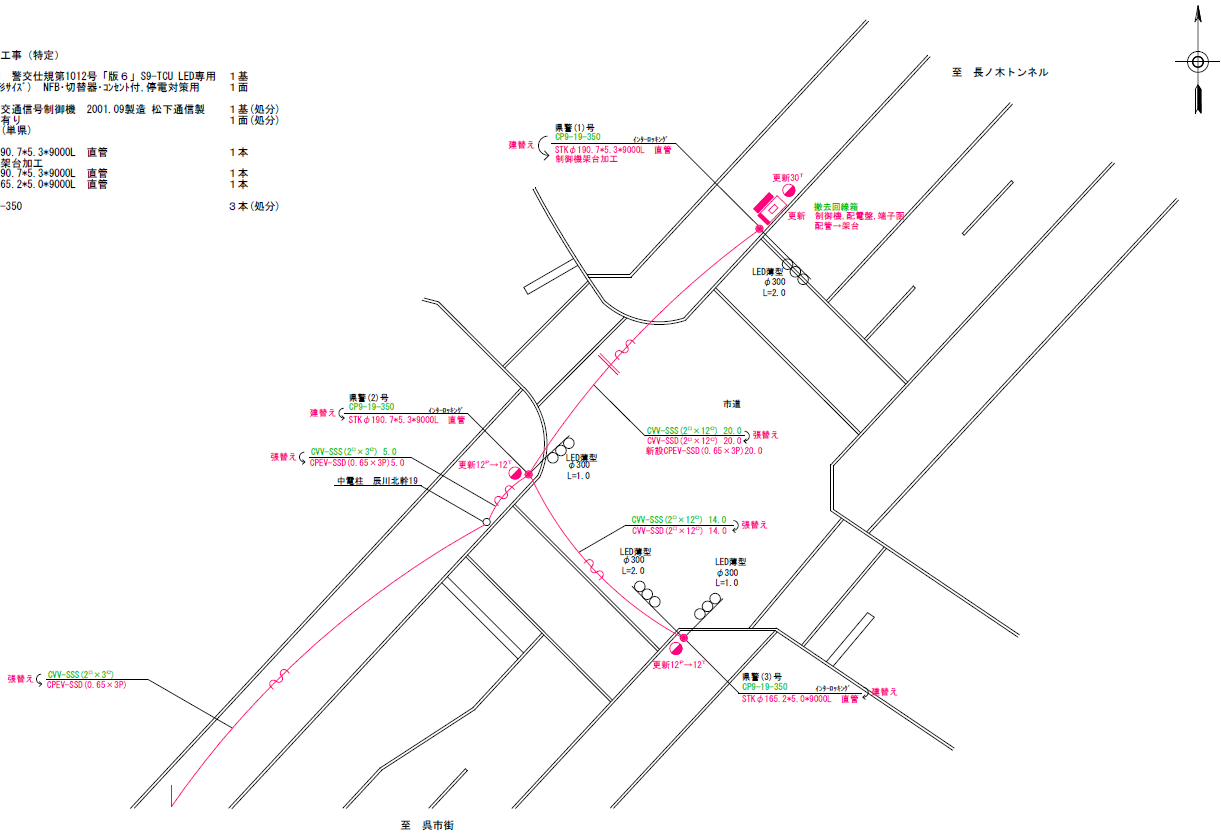 工事（特定）
警交仕規第1012号「版６」S9-TCU LED専用 １基
ｻｲｽﾞ） NFB･切替器･ｺﾝｾﾝﾄ付,停電対策用 １面
交通信号制御機 2001.09製造 松下通信製 １基(処分)
有り １面(処分)
(単県)
90.7*5.3*9000L 直管 １本
架台加工
90.7*5.3*9000L 直管 １本
65.2*5.0*9000L 直管 １本
-350 ３本(処分)
至 長ノ木トンネル
県警(1)号
CP9-19-350 ｲﾝﾀｰﾛｯｷﾝｸﾞ
建替え
STKφ190.7*5.3*9000L 直管
制御機架台加工
更新30ᵀ
撤去回線箱
更新 制御機,配電盤,端子函
配管→架台
LED薄型
φ300
L=2.0
県警(2)号
CP9-19-350 ｲﾝﾀｰﾛｯｷﾝｸﾞ
建替え
STKφ190.7*5.3*9000L 直管
市道
CVV-SSS(2□×12C) 20.0
CVV-SSD(2□×12C) 20.0
張替え
新設CPEV-SSD(0.65×3P)20.0
CVV-SSS(2□×3C) 5.0
張替え
CPEV-SSD(0.65×3P)5.0
更新12ᴾ→12ᵀ
LED薄型
φ300
L=1.0
中電柱 辰川北幹19
CVV-SSS(2□×12C) 14.0
CVV-SSD(2□×12C) 14.0
張替え
LED薄型
φ300
L=2.0
LED薄型
φ300
L=1.0
更新12ᴾ→12ᵀ
県警(3)号
CP9-19-350 ｲﾝﾀｰﾛｯｷﾝｸﾞ
建替え
STKφ165.2*5.0*9000L 直管
CVV-SSS(2□×3C)
張替え
CPEV-SSD(0.65×3P)
至 呉市街